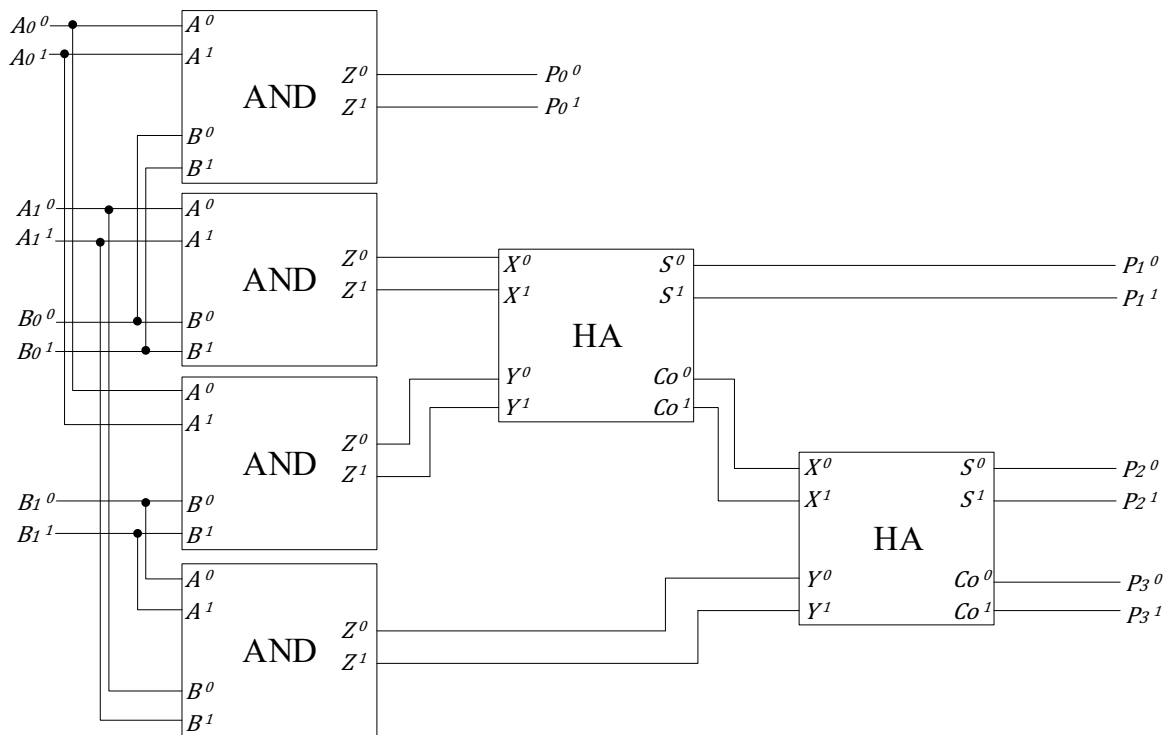 A₀⁰
A₀¹
A⁰
A¹
AND
B⁰
B¹
Z⁰
Z¹
P₀⁰
P₀¹
A₁⁰
A₁¹
B₀⁰
B₀¹
A⁰
A¹
AND
B⁰
B¹
Z⁰
Z¹
X⁰
X¹
HA
Y⁰
Y¹
S⁰
S¹
Co⁰
Co¹
P₁⁰
P₁¹
B₁⁰
B₁¹
A⁰
A¹
AND
B⁰
B¹
Z⁰
Z¹
X⁰
X¹
HA
Y⁰
Y¹
S⁰
S¹
Co⁰
Co¹
P₂⁰
P₂¹
P₃⁰
P₃¹
A⁰
A¹
AND
B⁰
B¹
Z⁰
Z¹